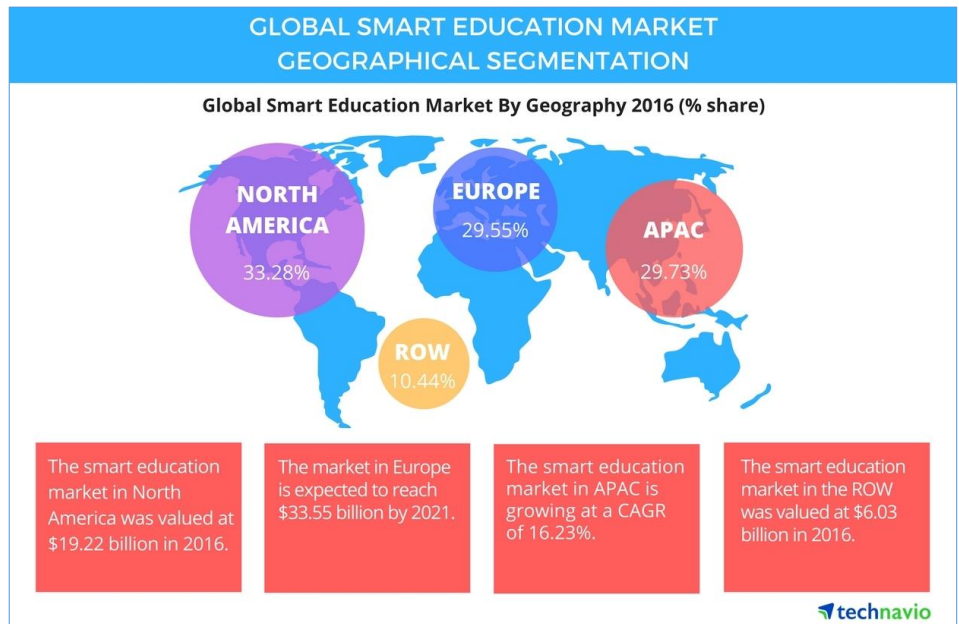 GLOBAL SMART EDUCATION MARKET
GEOGRAPHICAL SEGMENTATION
Global Smart Education Market By Geography 2016 (% share)
NORTH
AMERICA
33.28%
EUROPE
29.55%
APAC
29.73%
ROW
10.44%
The smart education
market in North
America was valued at
$19.22 billion in 2016.
The market in Europe
is expected to reach
$33.55 billion by 2021.
The smart education
market in APAC is
growing at a CAGR
of 16.23%.
The smart education
market in the ROW
was valued at $6.03
billion in 2016.
technavio